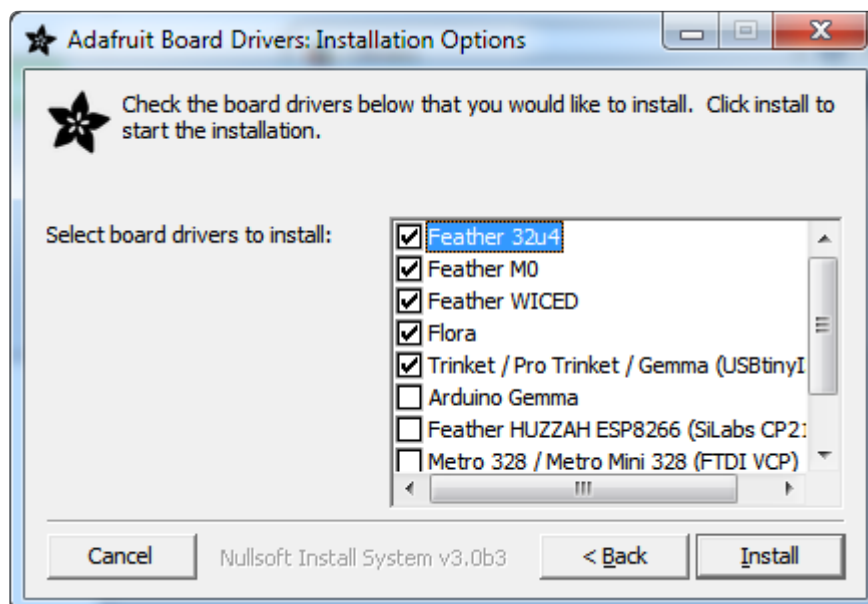 Adafruit Board Drivers: Installation Options
Check the board drivers below that you would like to install. Click install to
start the installation.
Select board drivers to install:
Feather 32u4
Feather M0
Feather WICED
Flora
Trinket / Pro Trinket / Gemma (USBtinyI
Arduino Gemma
Feather HUZZAH ESP8266 (SiLabs CP21
Metro 328 / Metro Mini 328 (FTDI VCP)
Cancel
Nullsoft Install System v3.0b3
< Back
Install